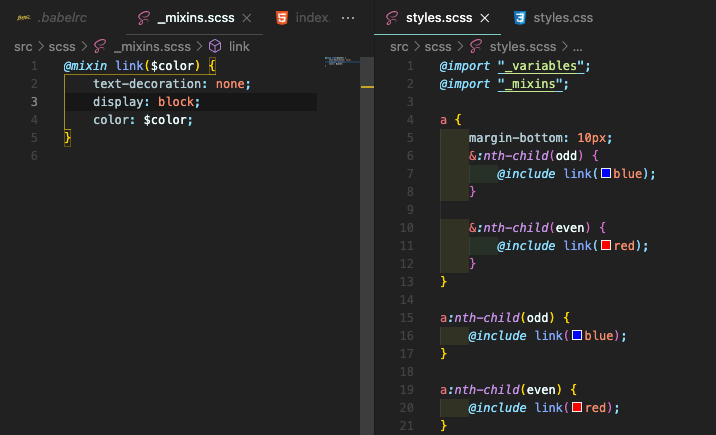 .babelrc
_mixins.scss
index.
src > scss > _mixins.scss > link
1 @mixin link($color) {
2 text-decoration: none;
3 display: block;
4 color: $color;
5 }
6
styles.scss
styles.css
src > scss > styles.scss > ...
1 @import "_variables";
2 @import "_mixins";
3
4 a {
5 margin-bottom: 10px;
6 &:nth-child(odd) {
7 @include link(blue);
8 }
9
10 &:nth-child(even) {
11 @include link(red);
12 }
13 }
14
15 a:nth-child(odd) {
16 @include link(blue);
17 }
18
19 a:nth-child(even) {
20 @include link(red);
21 }